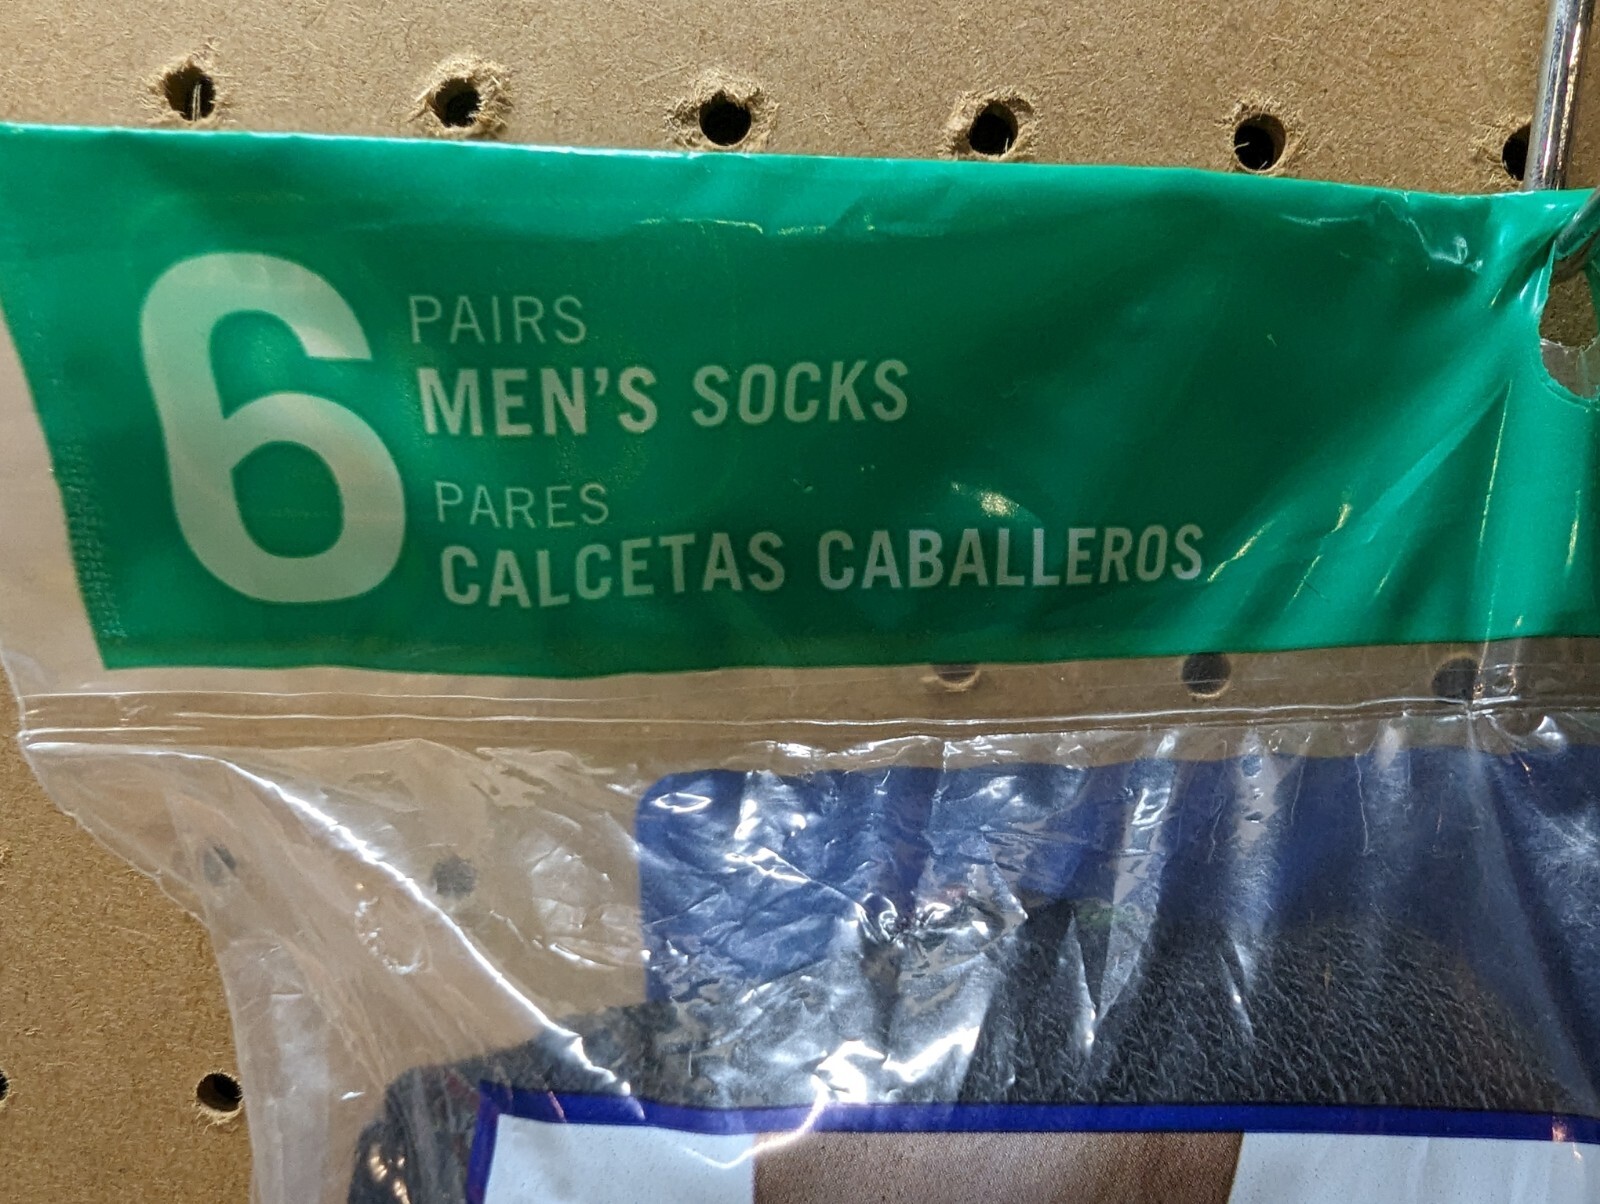 6
PAIRS
MEN'S SOCKS
PARES
CALCETAS CABALLEROS